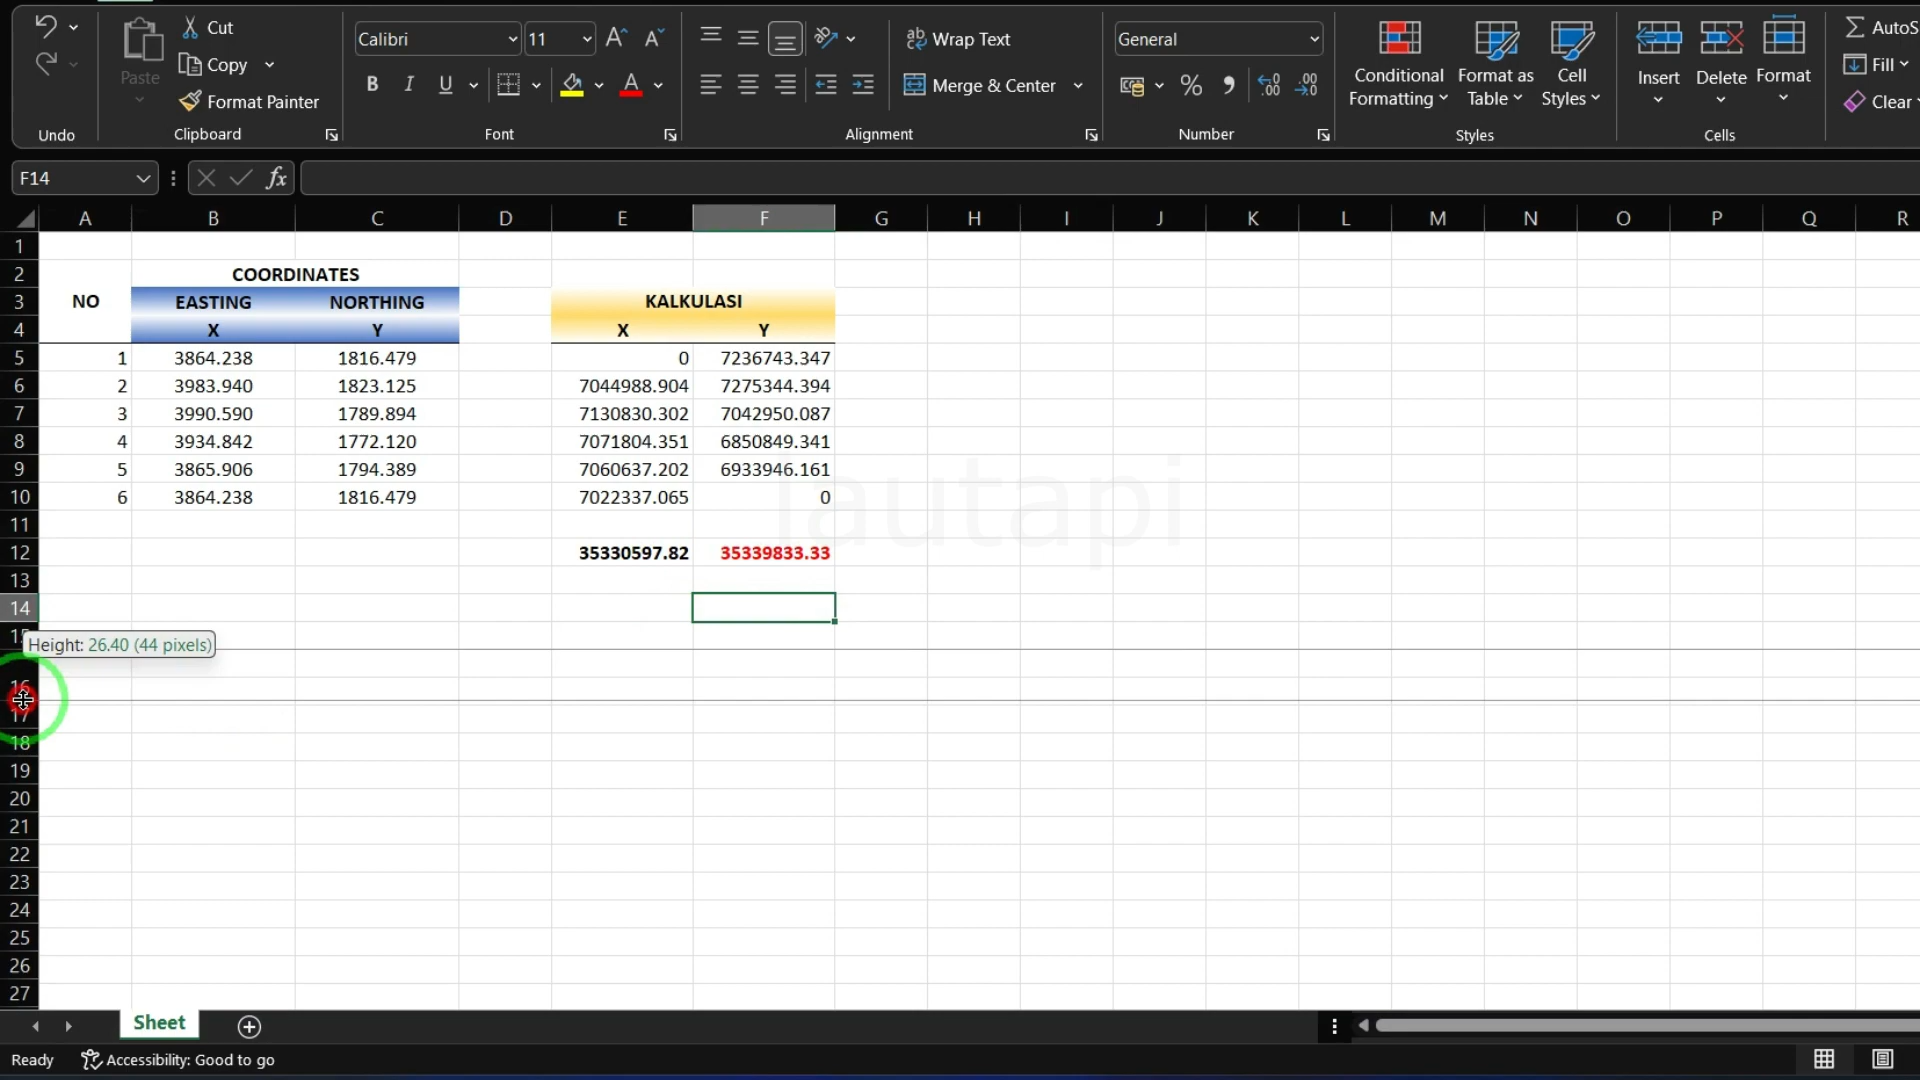 Cut
Calibri 11 Wrap Text General AutoS
Paste Copy Conditional Format as Cell Insert Delete Format Fill
B I U Merge & Center % Formatting Table Styles
Format Painter Clear
Undo Clipboard Font Alignment Number Styles Cells
F14 fx
A B C D E F G H I J K L M N O P Q R
1
2 COORDINATES
3 NO EASTING NORTHING KALKULASI
4 X Y X Y
5 1 3864.238 1816.479 0 7236743.347
6 2 3983.940 1823.125 7044988.904 7275344.394
7 3 3990.590 1789.894 7130830.302 7042950.087
8 4 3934.842 1772.120 7071804.351 6850849.341
9 5 3865.906 1794.389 7060637.202 6933946.161
10 6 3864.238 1816.479 7022337.065 0
lautapi
11
12 35330597.82 35339833.33
13
14
15 Height: 26.40 (44 pixels)
16
17
18
19
20
21
22
23
24
25
26
27
Sheet
Ready Accessibility: Good to go